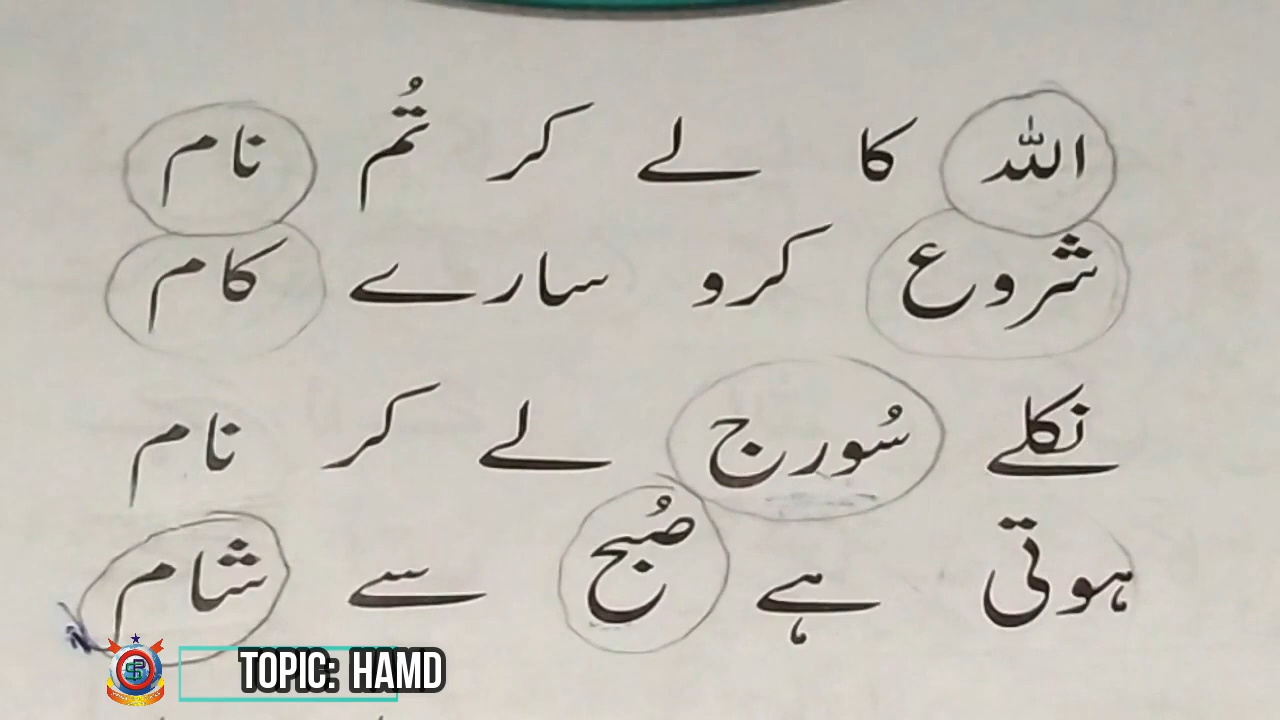 اللہ کا لے کر تُم نام
شروع کرو سارے کام
نکلے سُورج لے کر نام
ہوتی ہے صُبح سے شام
TOPIC: HAMD